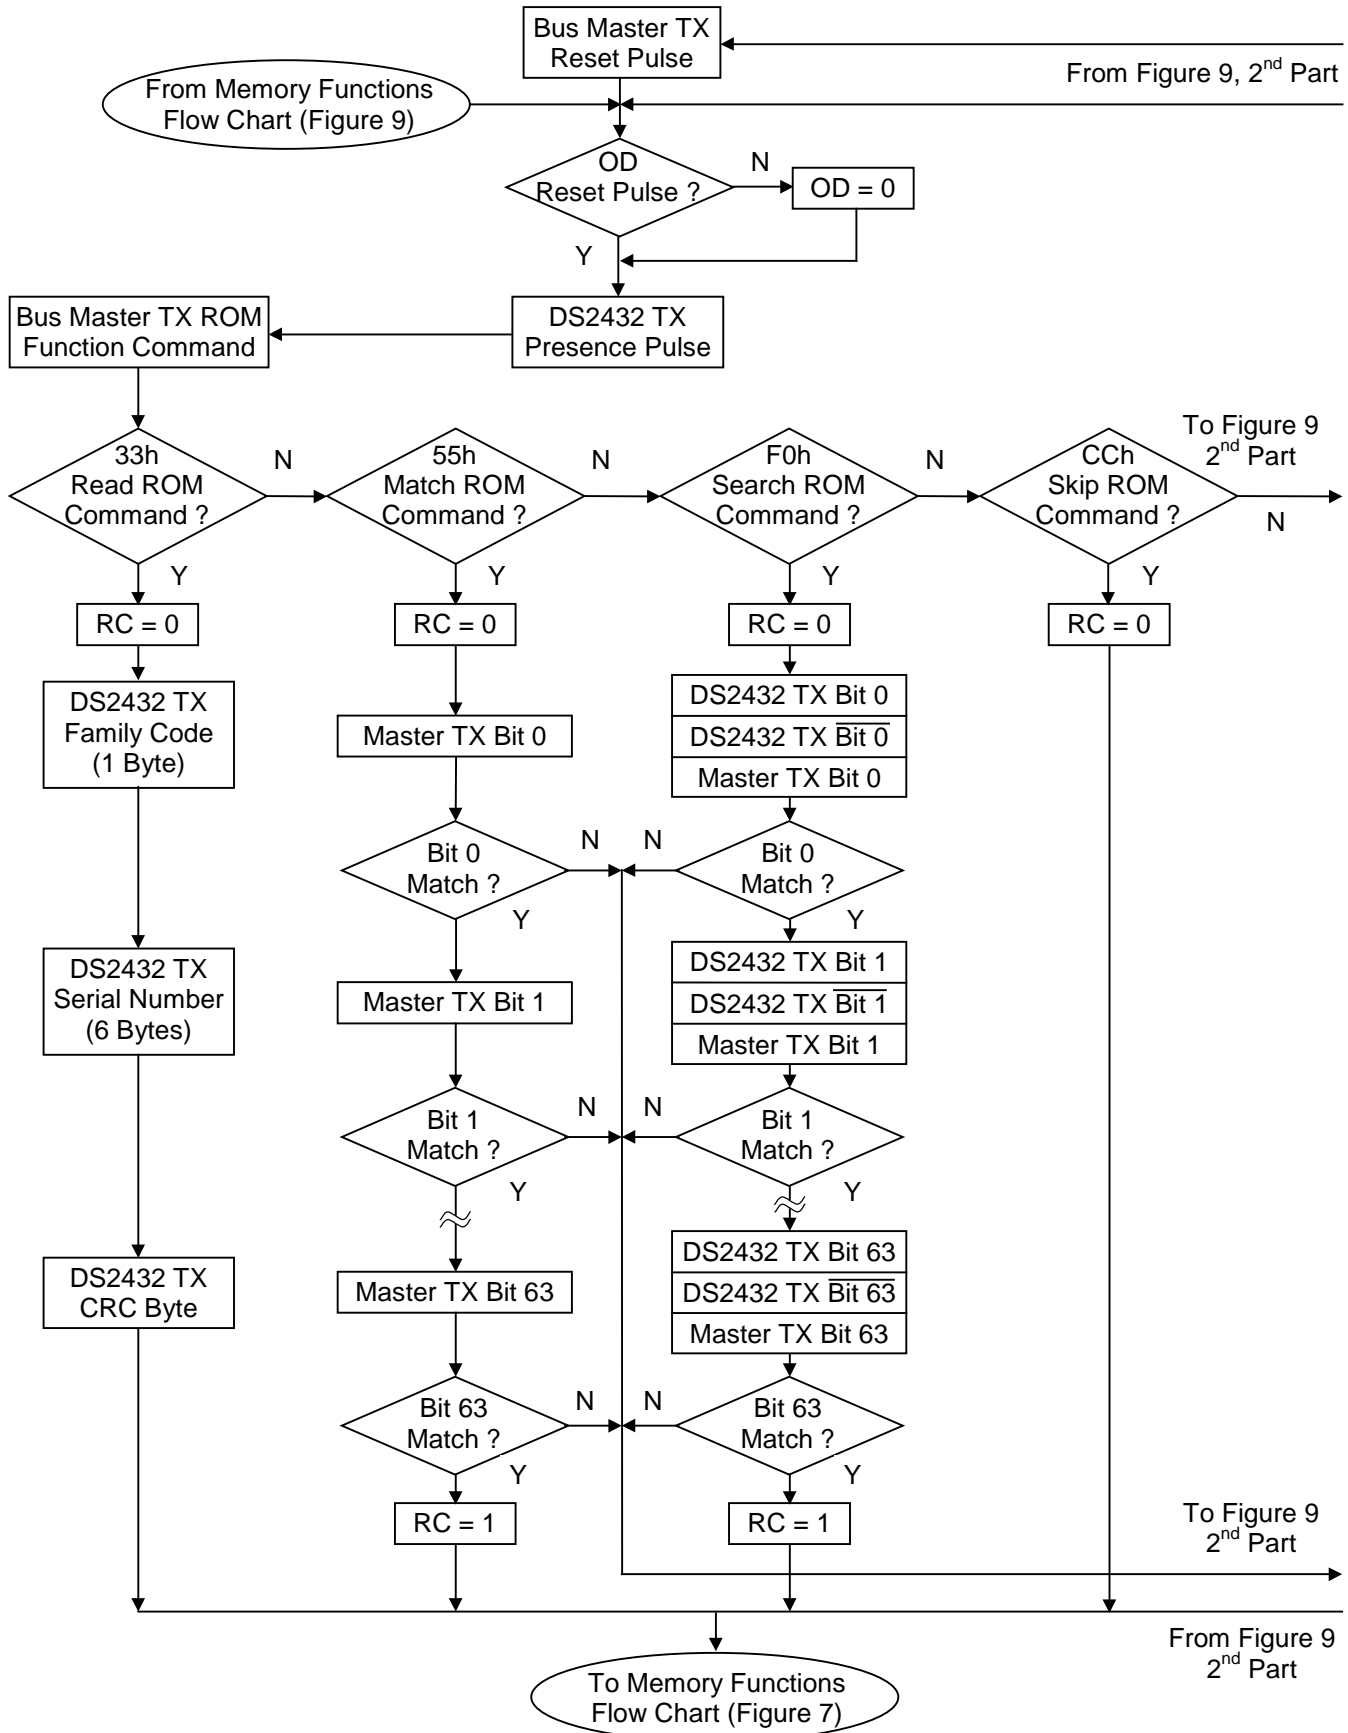 Bus Master TX
Reset Pulse
From Figure 9, 2nd Part
From Memory Functions
Flow Chart (Figure 9)
OD
Reset Pulse ?
N
OD = 0
Y
Bus Master TX ROM
Function Command
DS2432 TX
Presence Pulse
33h
Read ROM
Command ?
N
Y
55h
Match ROM
Command ?
N
Y
F0h
Search ROM
Command ?
N
Y
CCh
Skip ROM
Command ?
To Figure 9
2nd Part
N
Y
RC = 0
RC = 0
RC = 0
RC = 0
DS2432 TX
Family Code
(1 Byte)
DS2432 TX
Serial Number
(6 Bytes)
DS2432 TX
CRC Byte
Master TX Bit 0
Bit 0
Match ?
N
Y
Master TX Bit 1
Bit 1
Match ?
N
Y
Master TX Bit 63
Bit 63
Match ?
N
Y
RC = 1
DS2432 TX Bit 0
DS2432 TX B̅i̅t̅ ̅0̅
Master TX Bit 0
Bit 0
Match ?
N
Y
DS2432 TX Bit 1
DS2432 TX B̅i̅t̅ ̅1̅
Master TX Bit 1
Bit 1
Match ?
N
Y
DS2432 TX Bit 63
DS2432 TX B̅i̅t̅ ̅6̅3̅
Master TX Bit 63
Bit 63
Match ?
N
Y
RC = 1
To Figure 9
2nd Part
From Figure 9
2nd Part
To Memory Functions
Flow Chart (Figure 7)